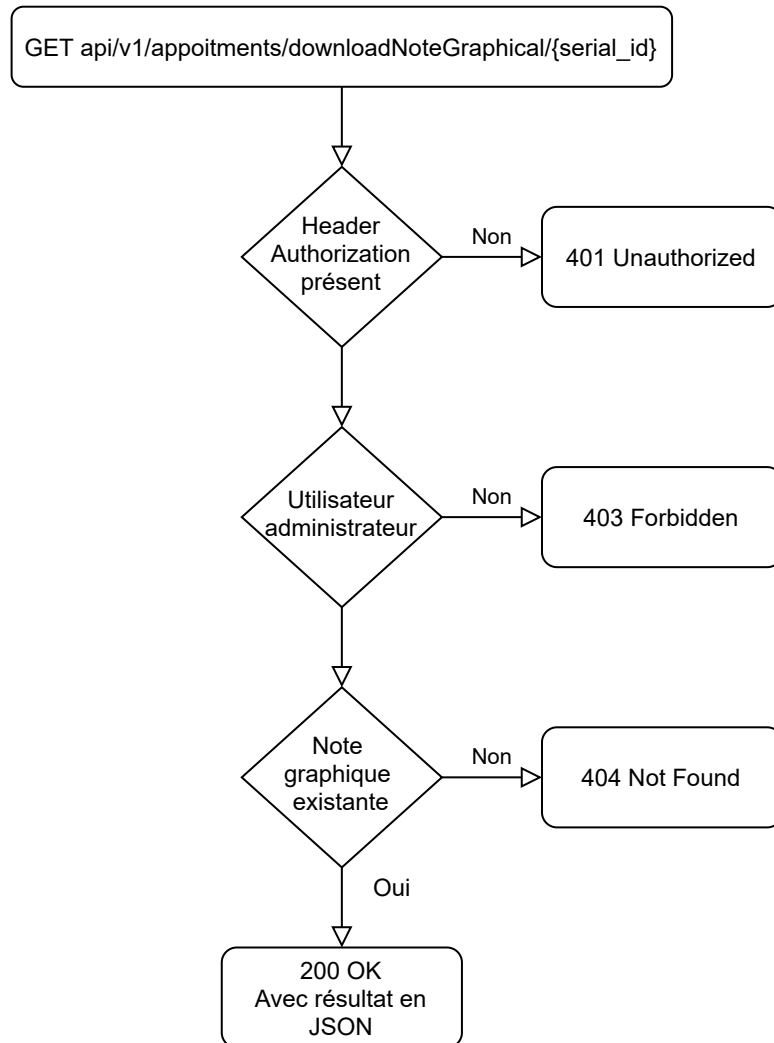 GET api/v1/appoitments/downloadNoteGraphical/{serial_id}
Header
Authorization
présent
Non
401 Unauthorized
Utilisateur
administrateur
Non
403 Forbidden
Note
graphique
existante
Non
404 Not Found
Oui
200 OK
Avec résultat en
JSON